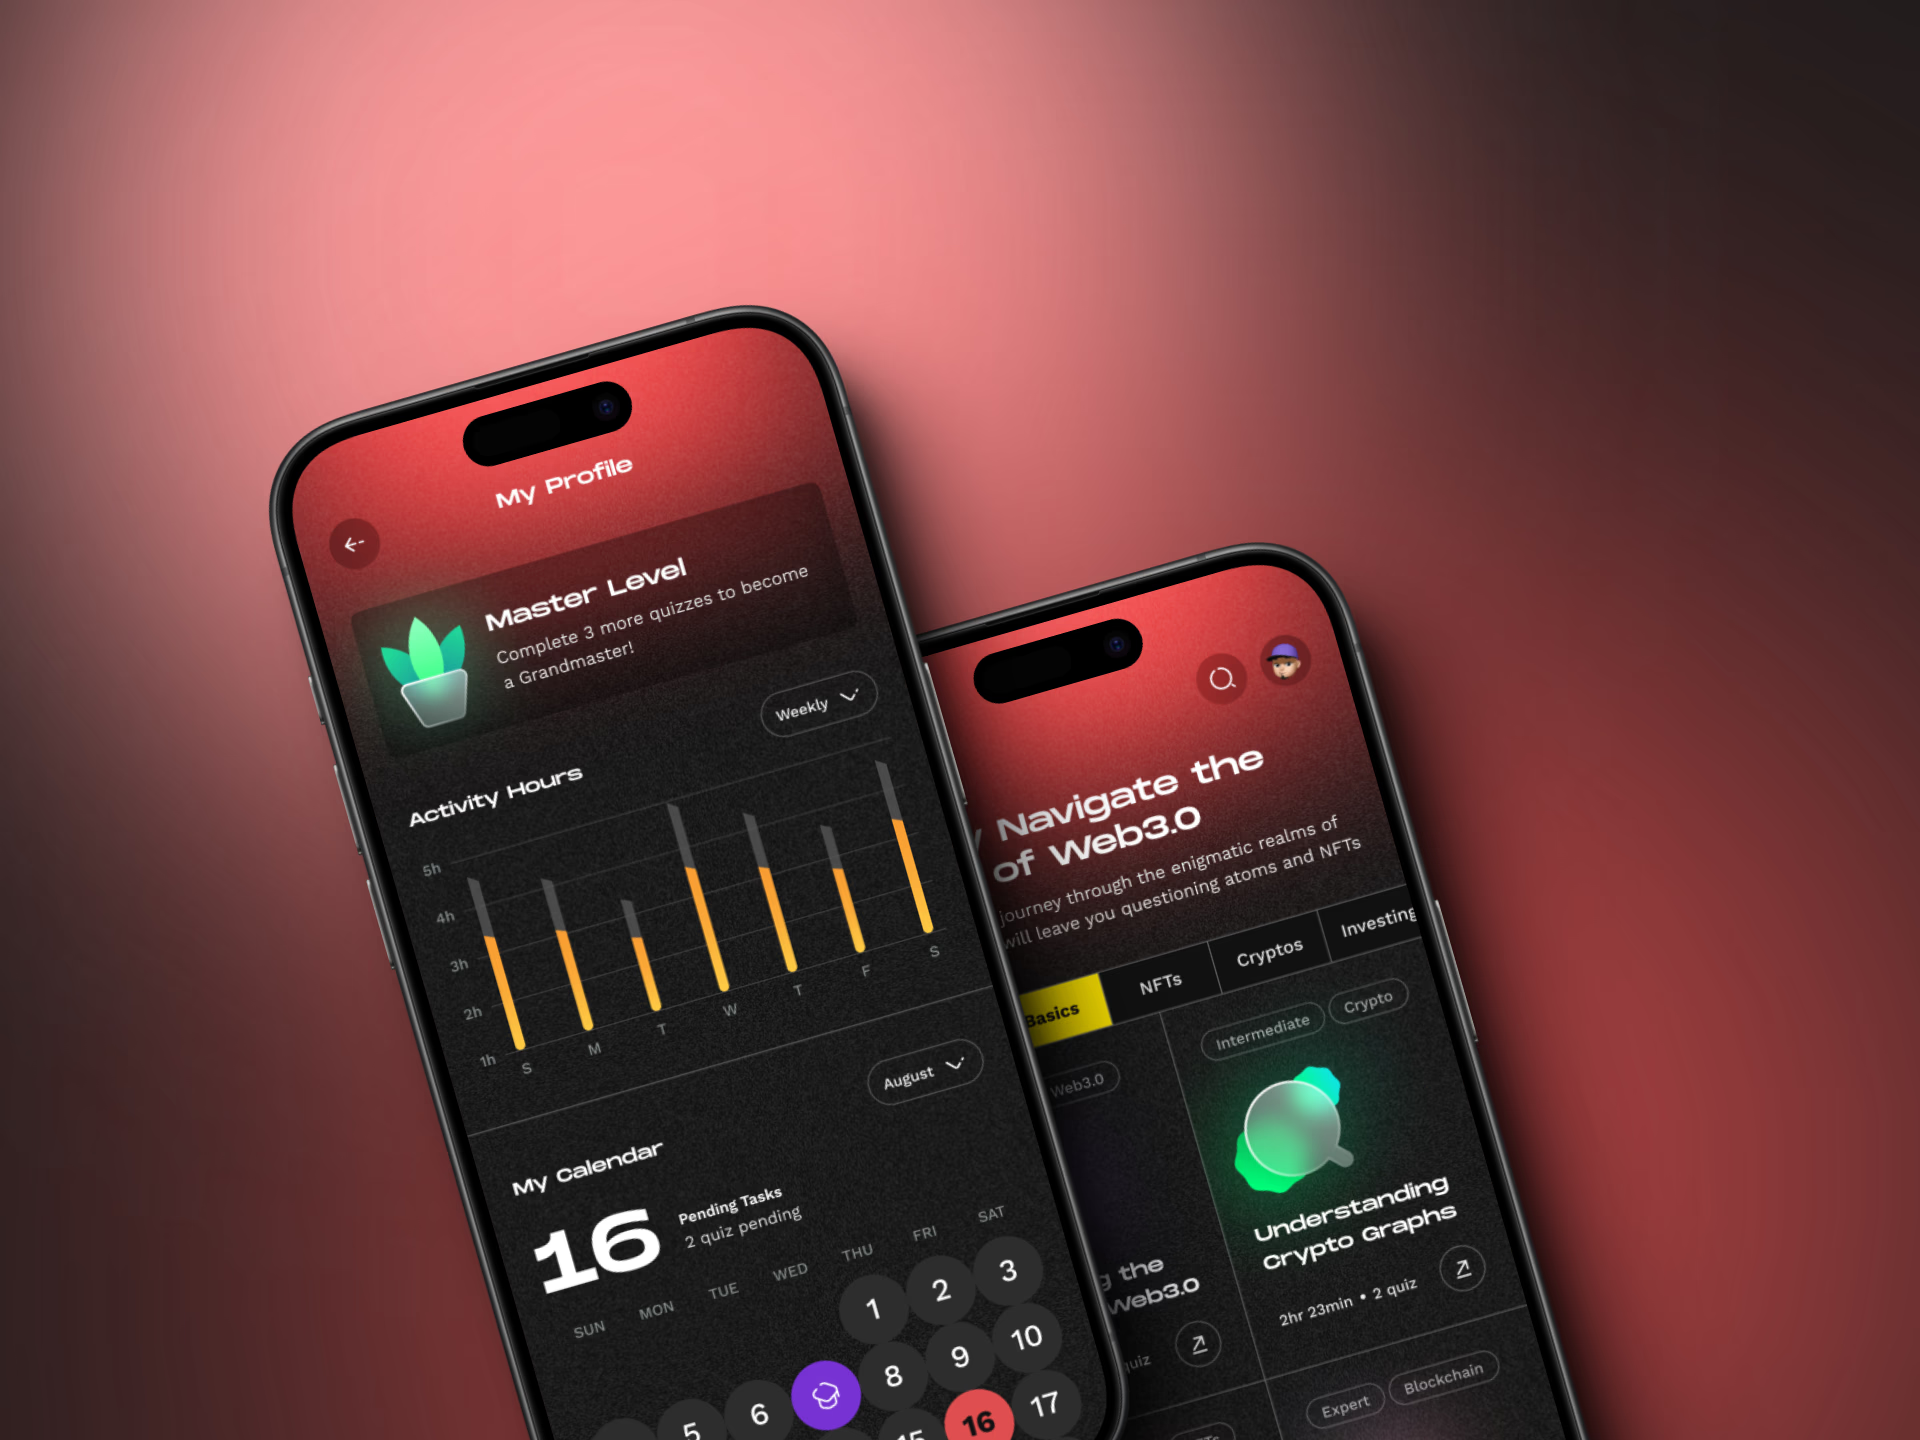 My Profile
Master Level
Complete 3 more quizzes to become
a Grandmaster!
Weekly
Activity Hours
5h
4h
3h
2h
1h
S M T W T F S
August
My Calendar
16
Pending Tasks
2 quiz pending
SUN MON TUE WED THU FRI SAT
1 2 3
5 6 8 9 10
15 16 17
Navigate the
of Web3.0
journey through the enigmatic realms of
will leave you questioning atoms and NFTs
Basics NFTs Cryptos Investing
Web3.0
the
Web3.0
quiz
Intermediate Crypto
Understanding
Crypto Graphs
2hr 23min • 2 quiz
Expert Blockchain